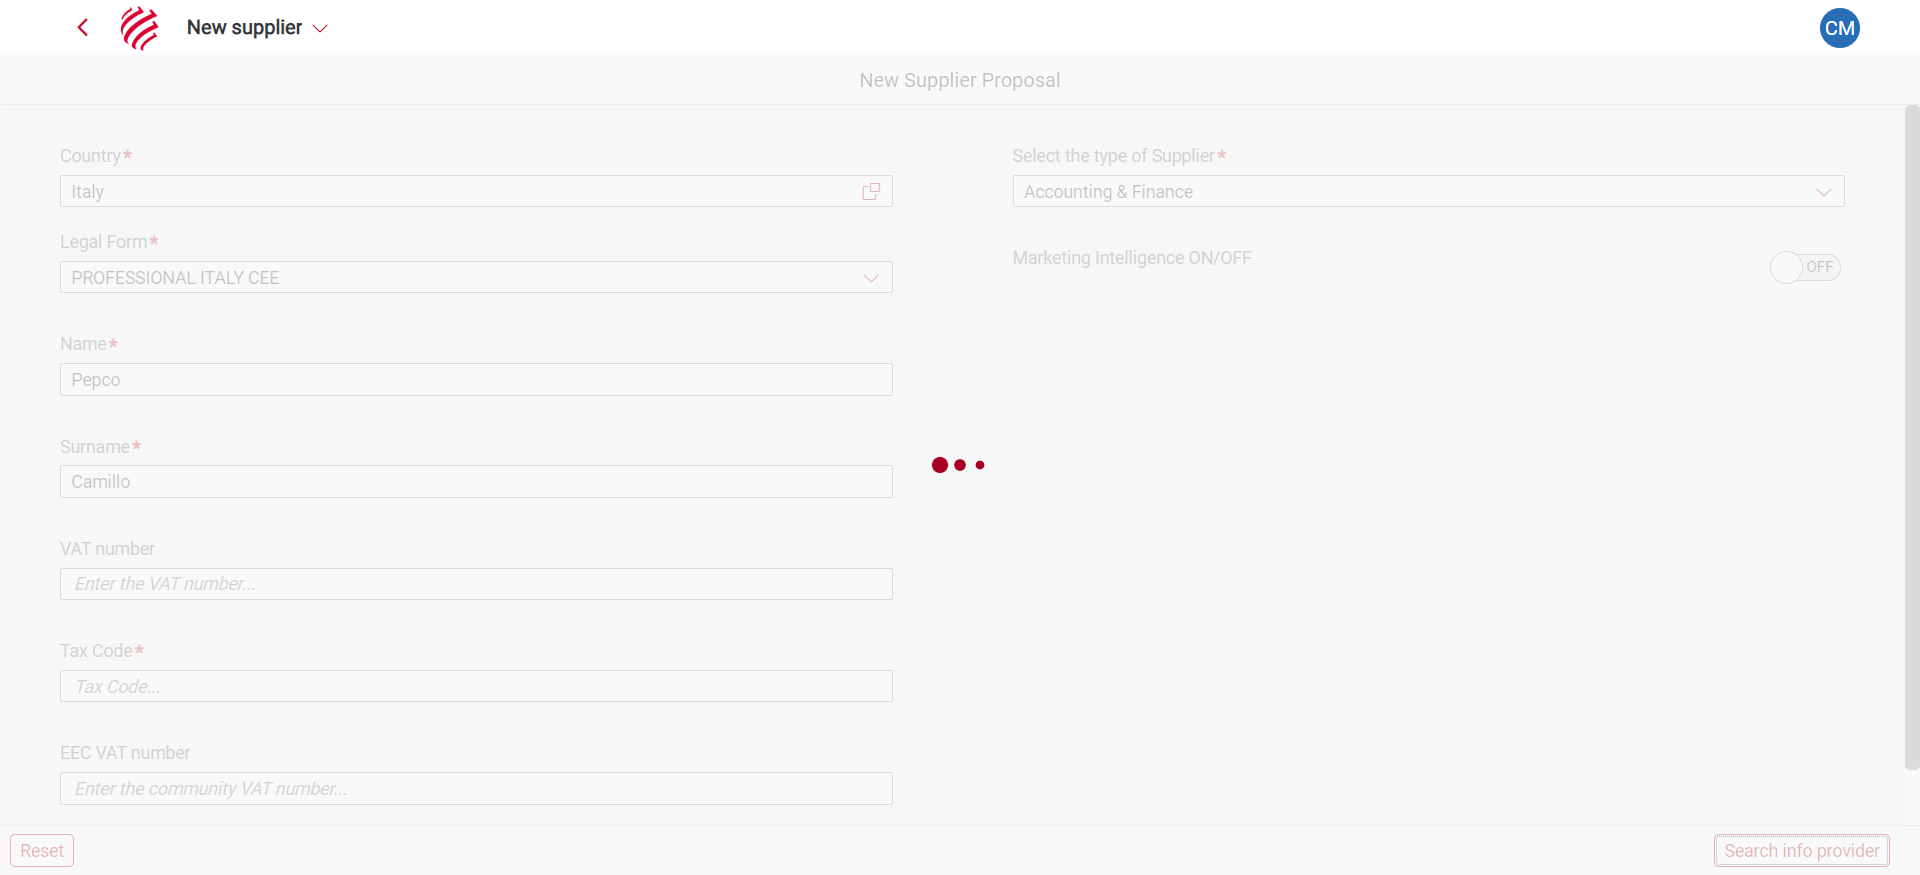 New supplier
CM
New Supplier Proposal
Country*
Italy
Legal Form*
PROFESSIONAL ITALY CEE
Name*
Pepco
Surname*
Camillo
VAT number
Enter the VAT number...
Tax Code*
Tax Code...
EEC VAT number
Enter the community VAT number...
Select the type of Supplier*
Accounting & Finance
Marketing Intelligence ON/OFF
OFF
Reset
Search info provider